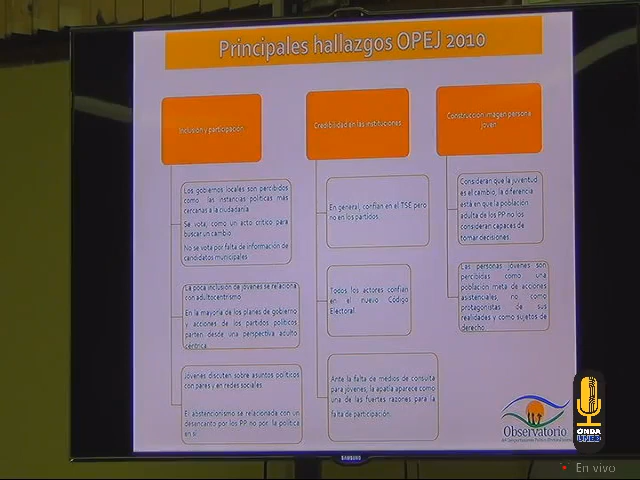 Principales hallazgos OPEJ 2010
Inclusión y participación
Los gobiernos locales son percibidos
como las instancias políticas más
cercanas a la ciudadanía
Se vota, como un acto crítico para
buscar un cambio
No se vota por falta de información de
candidatos municipales
La poca inclusión de jóvenes se relaciona
con adultocentrismo
En la mayoría de los planes de gobierno
y acciones de los partidos políticos
parten desde una perspectiva adulto
céntrica.
Jóvenes discuten sobre asuntos políticos
con pares y en redes sociales
El abstencionismo se relaciona con un
desencanto por los PP no por la política
en sí
Credibilidad en las instituciones
En general, confían en el TSE pero
no en los partidos.
Todos los actores confían
en el nuevo Código
Electoral.
Ante la falta de medios de consulta
para jóvenes, la apatía aparece como
una de las fuertes razones para la
falta de participación.
Construcción imagen persona
joven
Consideran que la juventud
es el cambio, la diferencia
está en que la población
adulta de los PP no los
consideran capaces de
tomar decisiones.
Las personas jóvenes son
percibidas como una
población meta de acciones
asistenciales, no como
protagonistas de sus
realidades y como sujetos de
derecho.
Observatorio
ONDA
UNED
SAMSUNG
En vivo